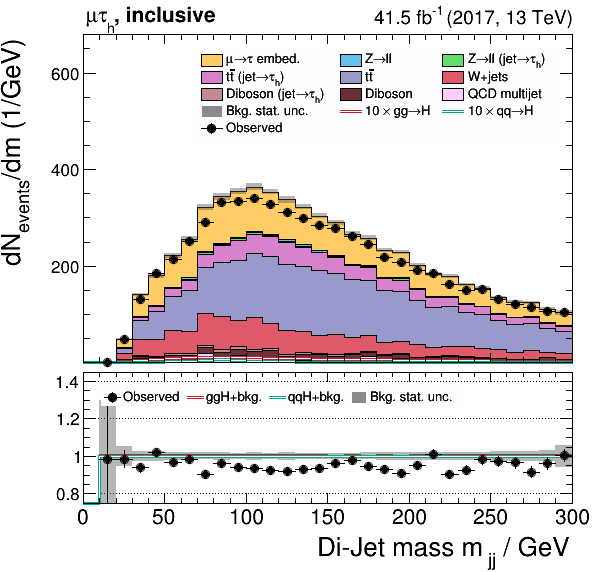 μτh, inclusive
41.5 fb⁻¹ (2017, 13 TeV)
dNevents/dm (1/GeV)
600
400
200
μ→τ embed.
Z→ll
Z→ll (jet→τh)
tt̄ (jet→τh)
tt̄
W+jets
Diboson (jet→τh)
Diboson
QCD multijet
Bkg. stat. unc.
10 × gg→H
10 × qq→H
Observed
1.4
1.2
1
0.8
Observed
ggH+bkg.
qqH+bkg.
Bkg. stat. unc.
0
50
100
150
200
250
300
Di-Jet mass mjj / GeV